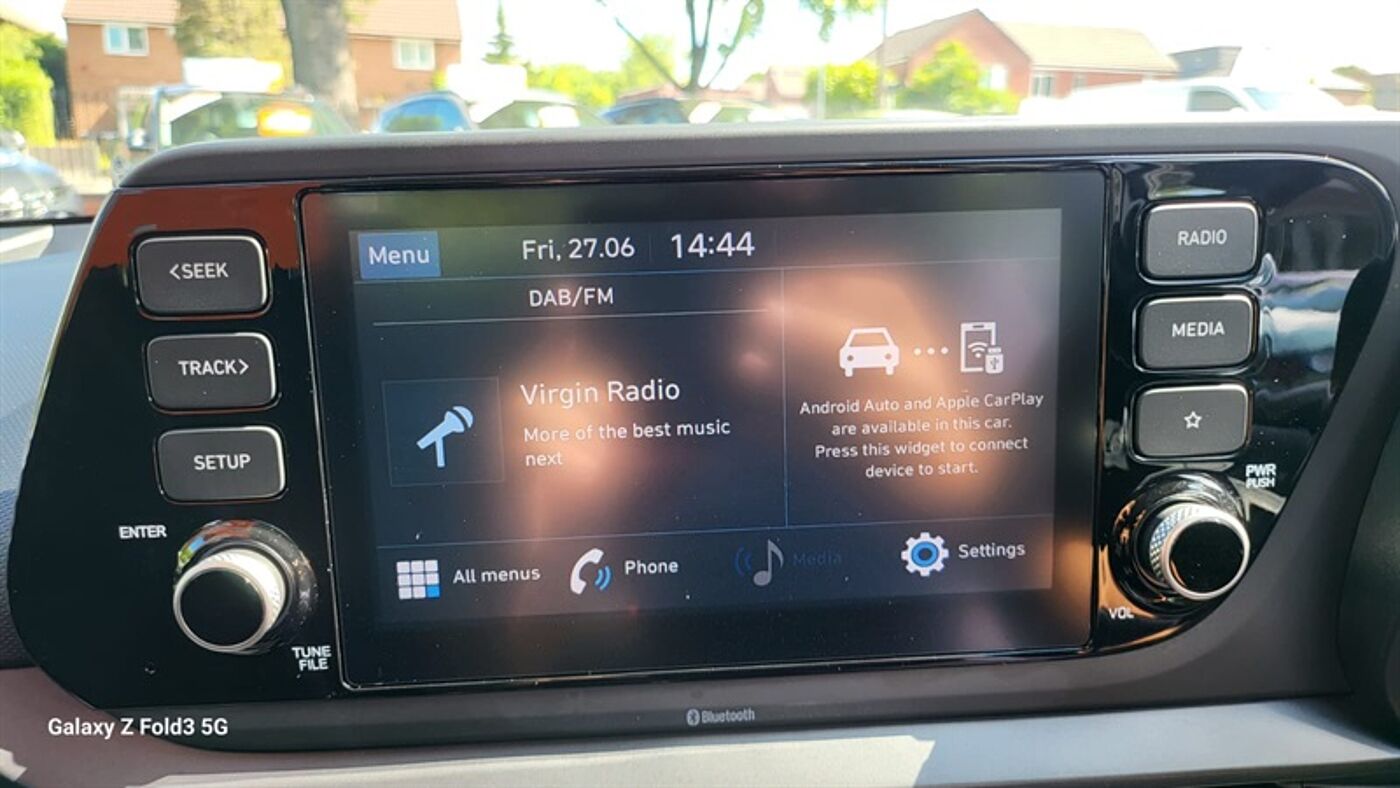 <SEEK
TRACK>
SETUP
ENTER
TUNE
FILE
Menu
Fri, 27.06
14:44
DAB/FM
Virgin Radio
More of the best music
next
Android Auto and Apple CarPlay
are available in this car.
Press this widget to connect
device to start.
All menus
Phone
Media
Settings
RADIO
MEDIA
PWR
PUSH
VOL
Bluetooth
Galaxy Z Fold3 5G